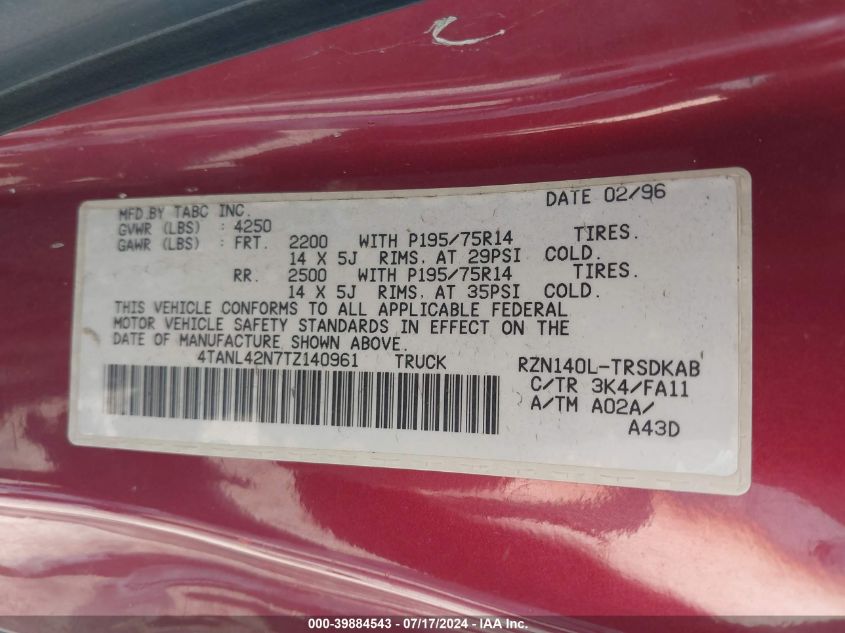 DATE 02/96
MFD.BY TABC INC.
GVWR (LBS) : 4250
GAWR (LBS) : FRT. 2200 WITH P195/75R14 TIRES.
14 X 5J RIMS. AT 29PSI COLD.
RR. 2500 WITH P195/75R14 TIRES.
14 X 5J RIMS. AT 35PSI COLD.
THIS VEHICLE CONFORMS TO ALL APPLICABLE FEDERAL
MOTOR VEHICLE SAFETY STANDARDS IN EFFECT ON THE
DATE OF MANUFACTURE SHOWN ABOVE.
4TANL42N7TZ140961 TRUCK RZN140L-TRSDKAB
C/TR 3K4/FA11
A/TM A02A/
A43D
000-39884543 - 07/17/2024 - IAA Inc.